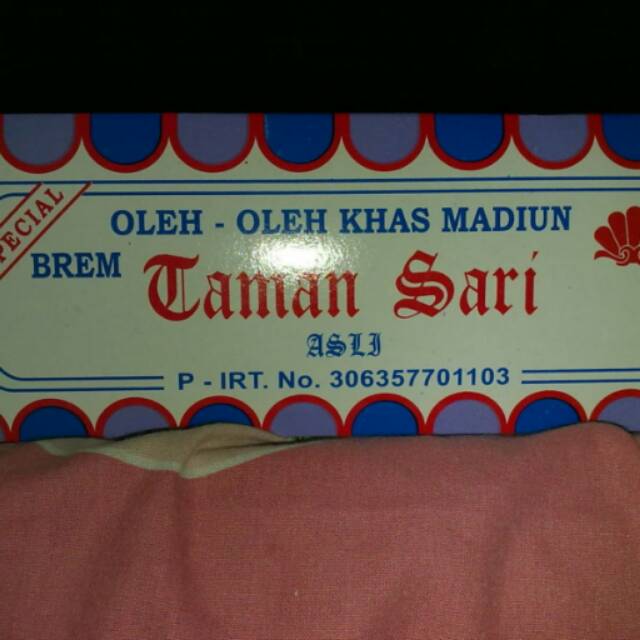 SPECIAL
OLEH - OLEH KHAS MADIUN
BREM
Taman Sari
ASLI
P - IRT. No. 306357701103